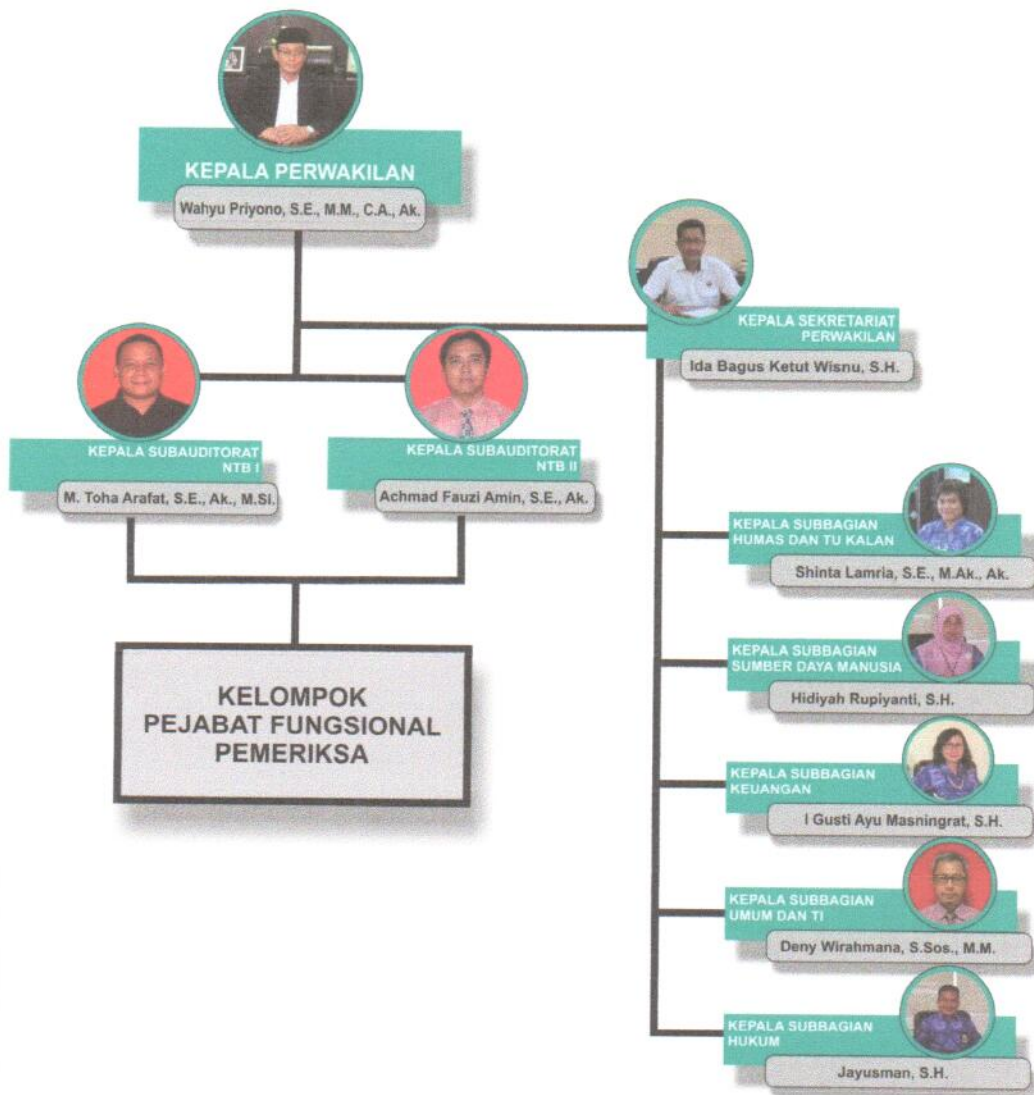 KEPALA PERWAKILAN
Wahyu Priyono, S.E., M.M., C.A., Ak.
KEPALA SEKRETARIAT
PERWAKILAN
Ida Bagus Ketut Wisnu, S.H.
KEPALA SUBAUDITORAT
NTB I
M. Toha Arafat, S.E., Ak., M.Si.
KEPALA SUBAUDITORAT
NTB II
Achmad Fauzi Amin, S.E., Ak.
KELOMPOK
PEJABAT FUNGSIONAL
PEMERIKSA
KEPALA SUBBAGIAN
HUMAS DAN TU KALAN
Shinta Lamria, S.E., M.Ak., Ak.
KEPALA SUBBAGIAN
SUMBER DAYA MANUSIA
Hidiyah Rupiyanti, S.H.
KEPALA SUBBAGIAN
KEUANGAN
I Gusti Ayu Masningrat, S.H.
KEPALA SUBBAGIAN
UMUM DAN TI
Deny Wirahmana, S.Sos., M.M.
KEPALA SUBBAGIAN
HUKUM
Jayusman, S.H.